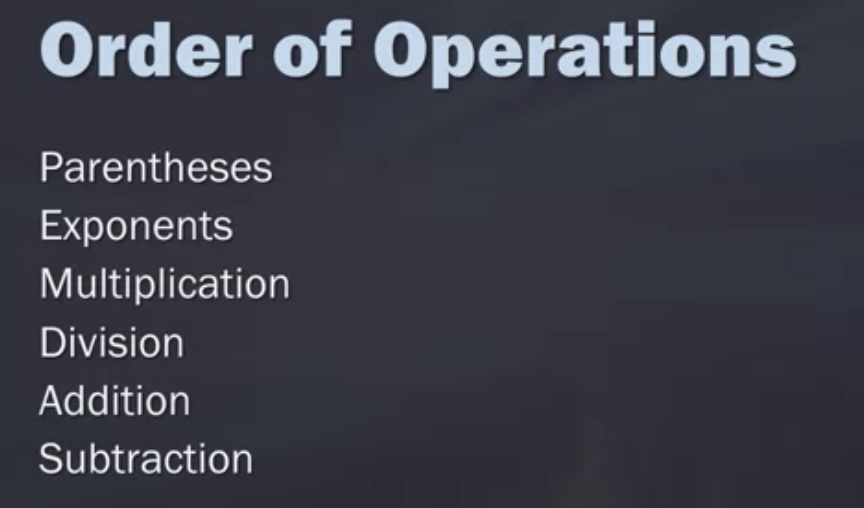 Order of Operations
Parentheses
Exponents
Multiplication
Division
Addition
Subtraction